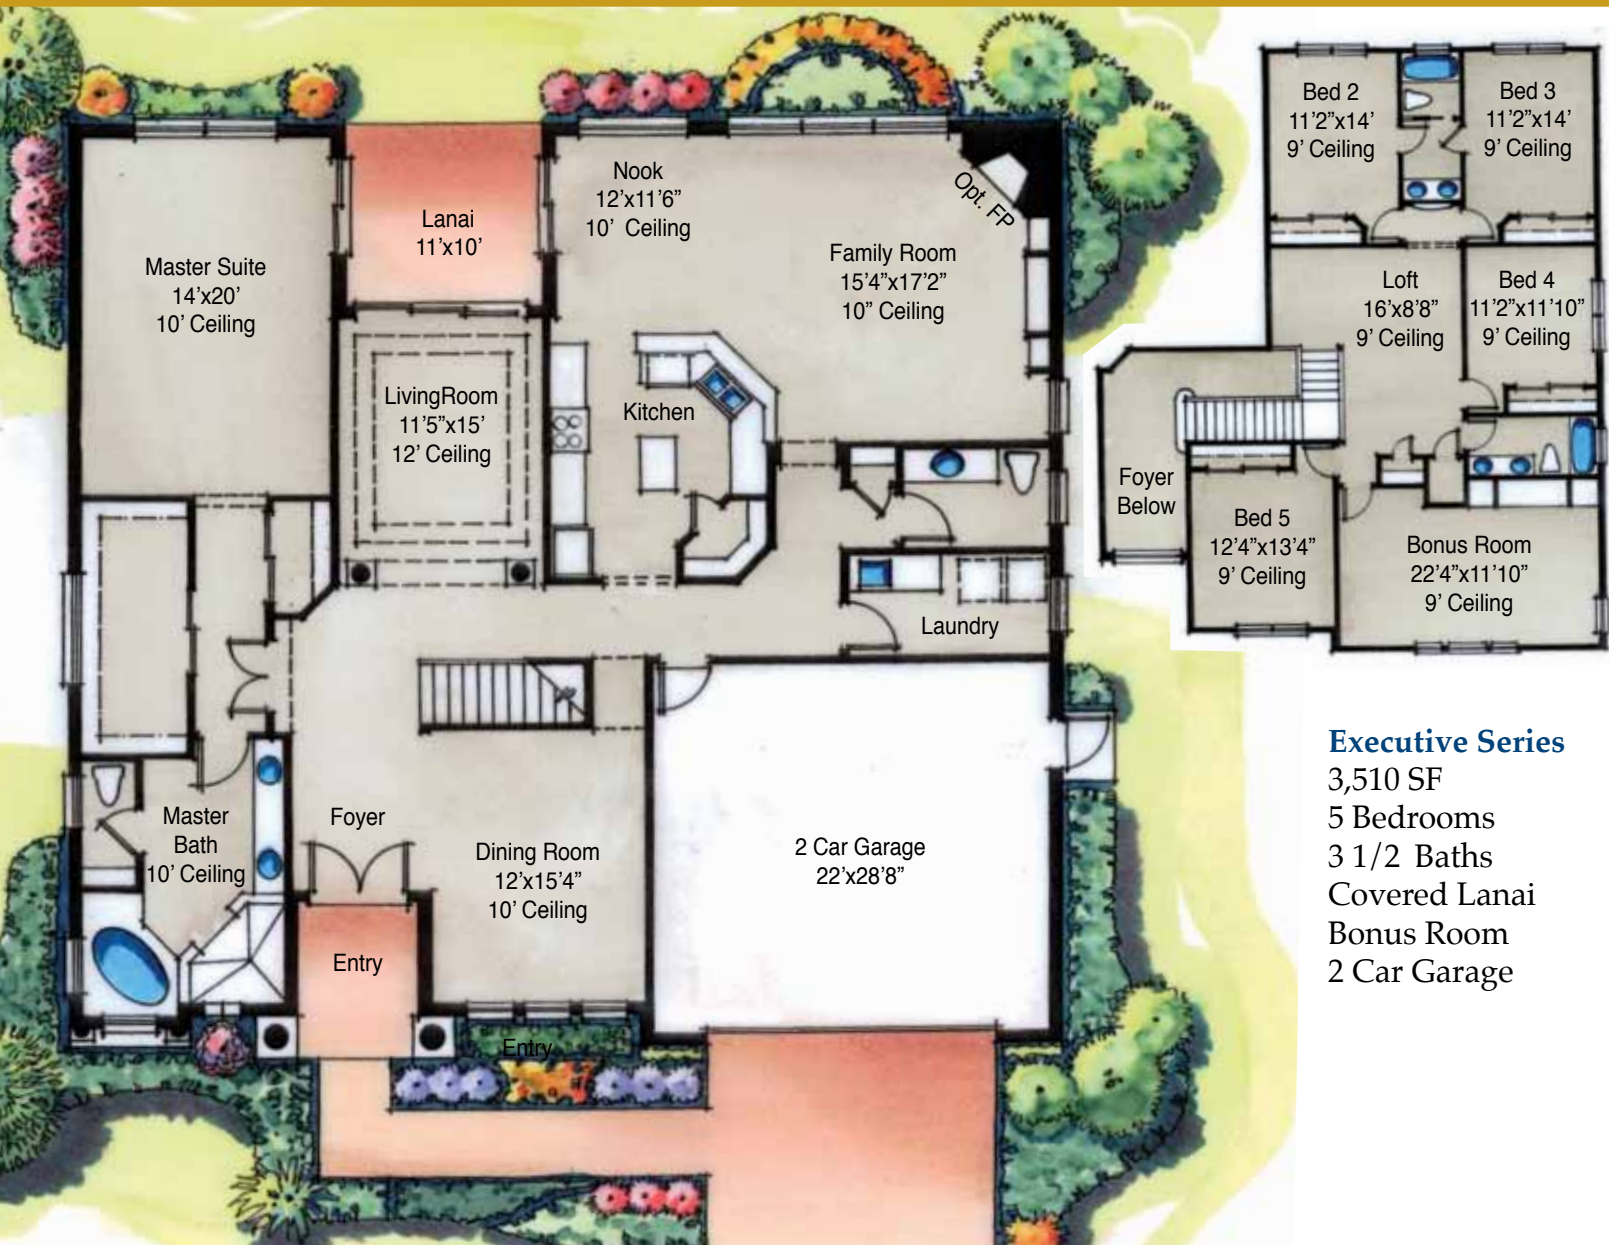 Nook
12'x11'6"
10' Ceiling
Opt. FP
Lanai
11'x10'
Family Room
15'4"x17'2"
10" Ceiling
Master Suite
14'x20'
10' Ceiling
LivingRoom
11'5"x15'
12' Ceiling
Kitchen
Laundry
Master
Bath
10' Ceiling
Foyer
Dining Room
12'x15'4"
10' Ceiling
2 Car Garage
22'x28'8"
Entry
Entry
Bed 2
11'2"x14'
9' Ceiling
Bed 3
11'2"x14'
9' Ceiling
Loft
16'x8'8"
9' Ceiling
Bed 4
11'2"x11'10"
9' Ceiling
Foyer
Below
Bed 5
12'4"x13'4"
9' Ceiling
Bonus Room
22'4"x11'10"
9' Ceiling
Executive Series
3,510 SF
5 Bedrooms
3 1/2 Baths
Covered Lanai
Bonus Room
2 Car Garage